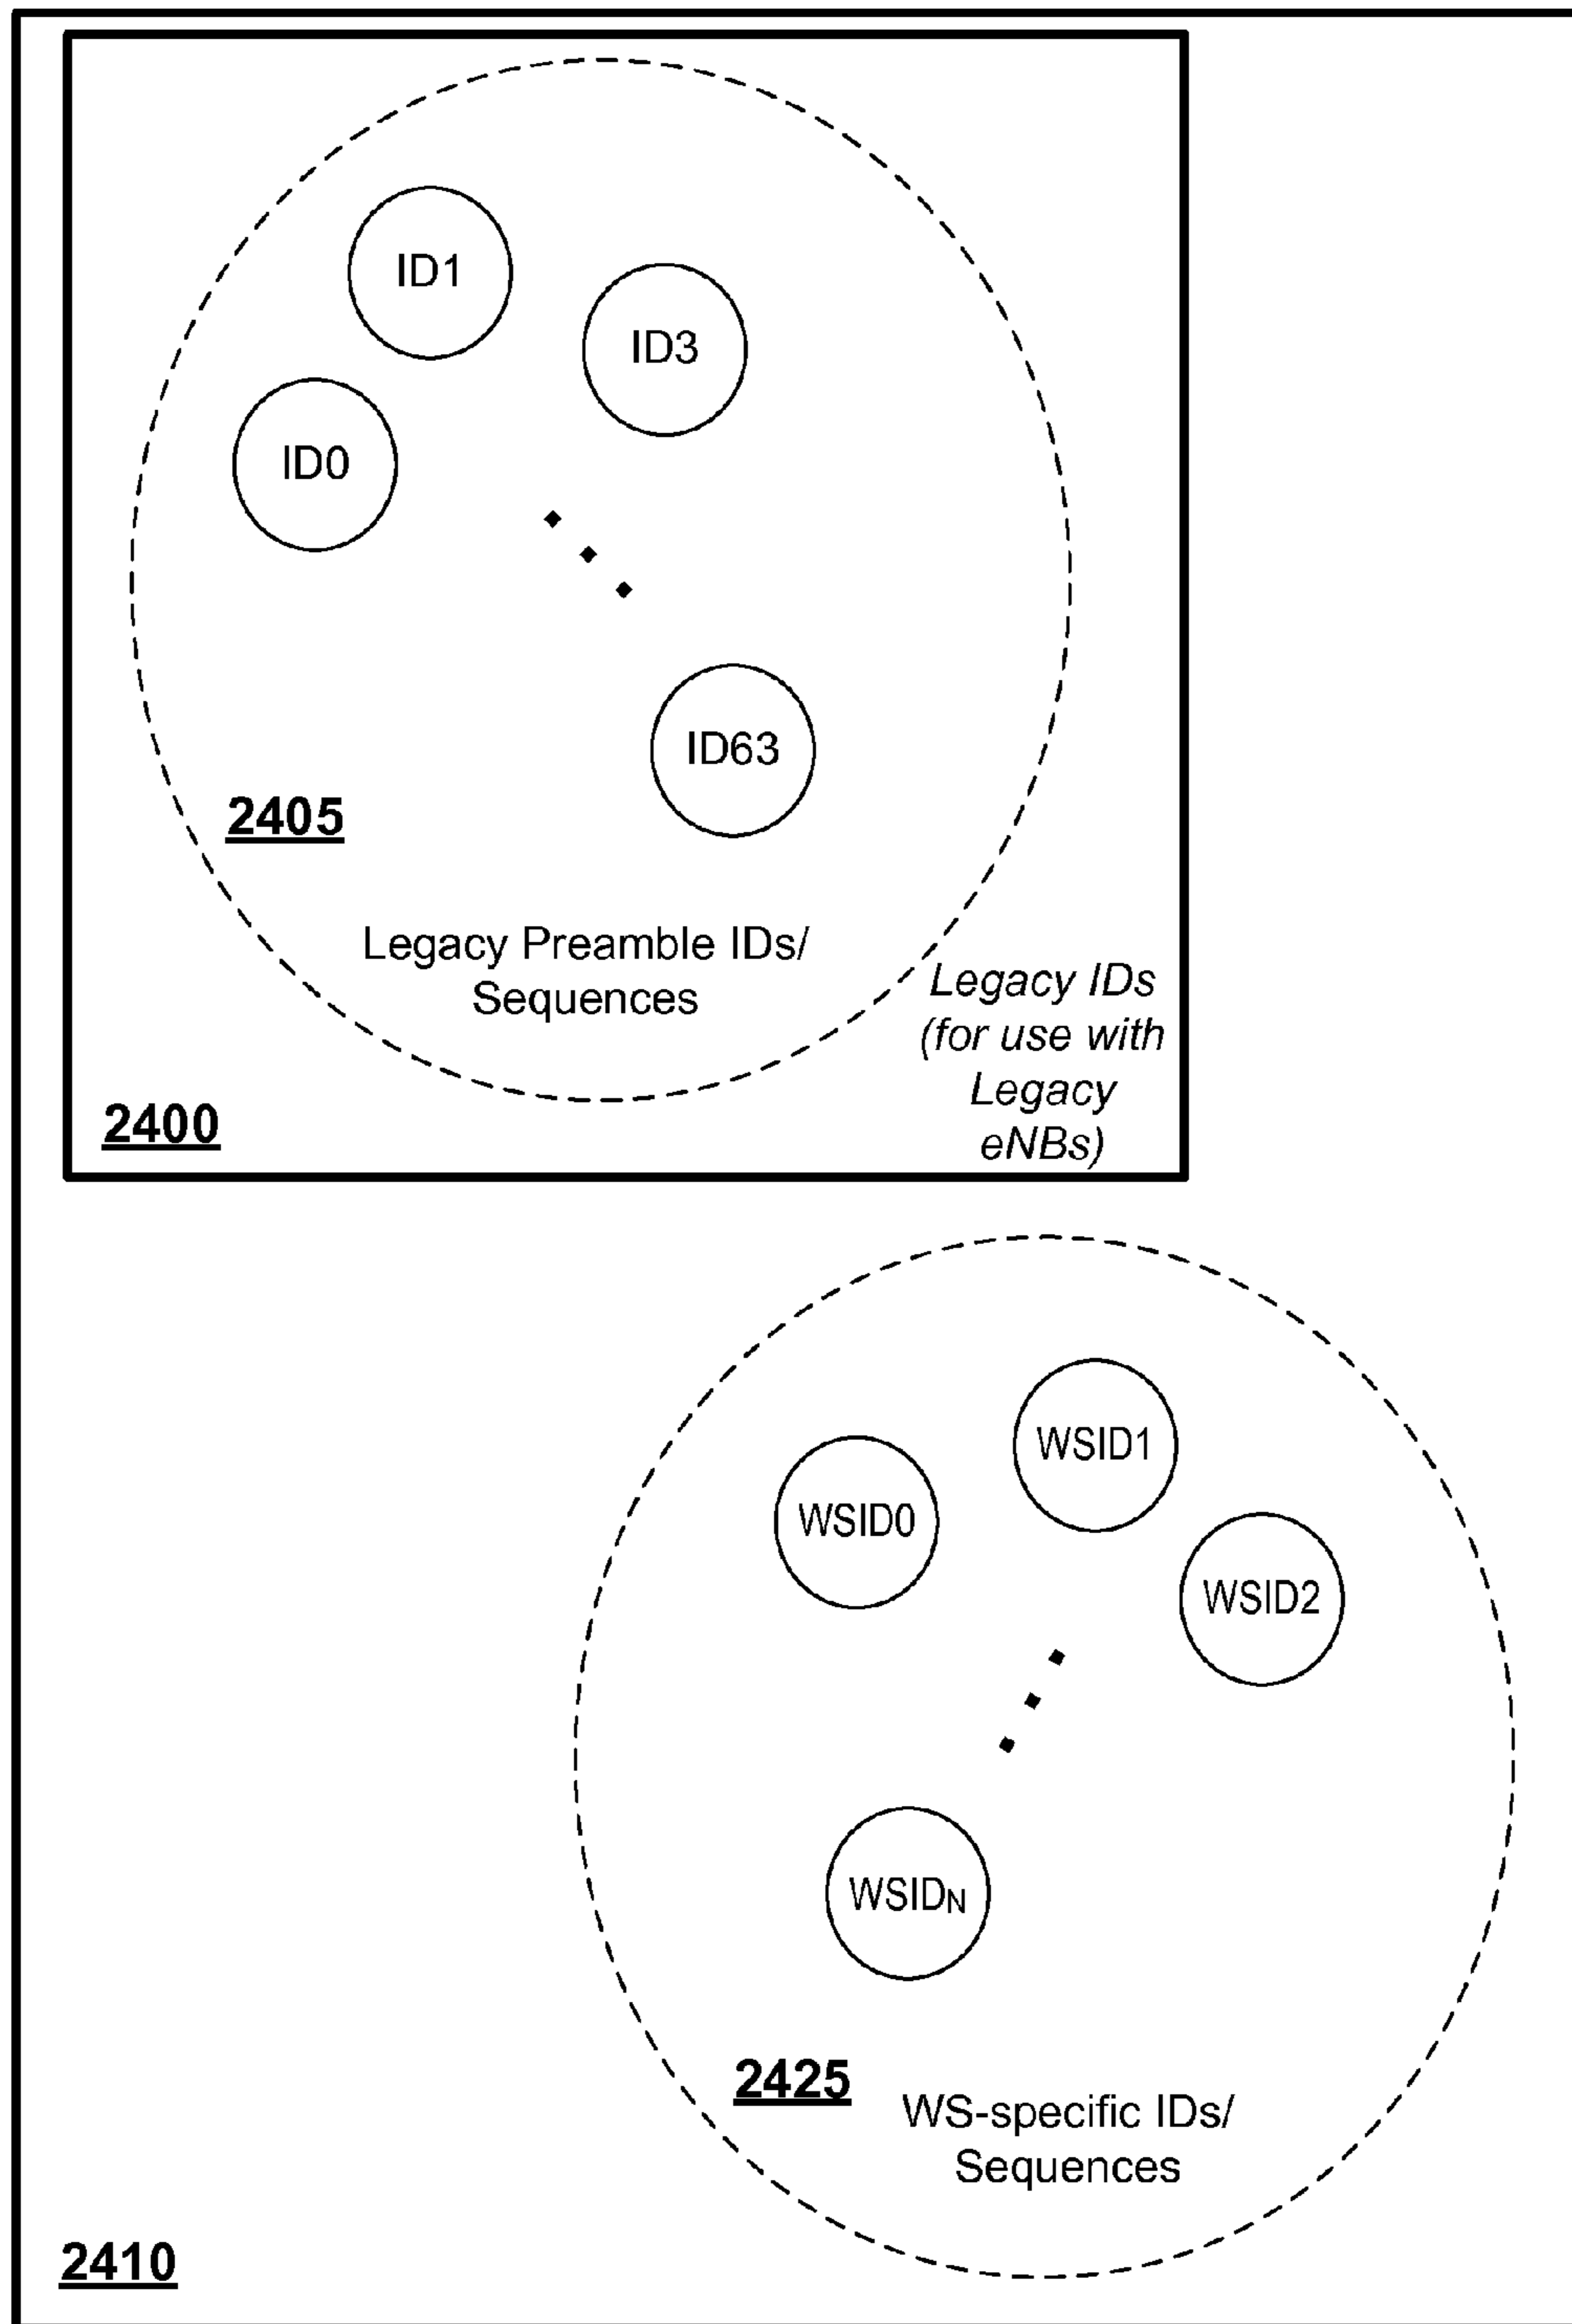 ID1
ID3
ID0
ID63
2405
Legacy Preamble IDs/
Sequences
Legacy IDs
(for use with
Legacy
eNBs)
2400
WSID1
WSID0
WSID2
WSIDN
2425
WS-specific IDs/
Sequences
2410